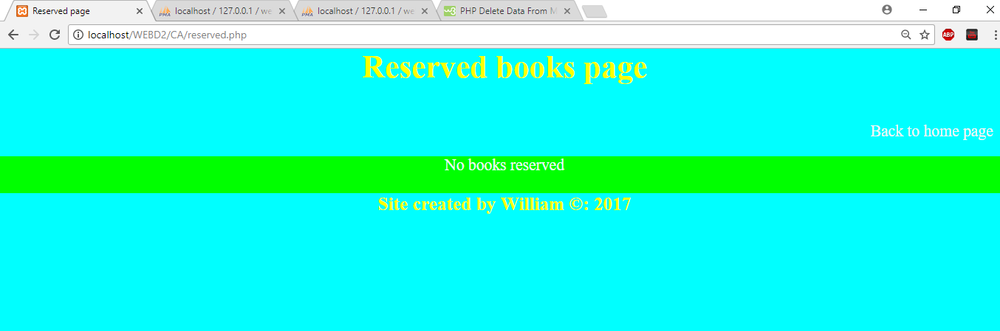 Reserved page
localhost / 127.0.0.1 / we
localhost / 127.0.0.1 / we
PHP Delete Data From M
localhost/WEBD2/CA/reserved.php
ABP
Reserved books page
Back to home page
No books reserved
Site created by William ©: 2017